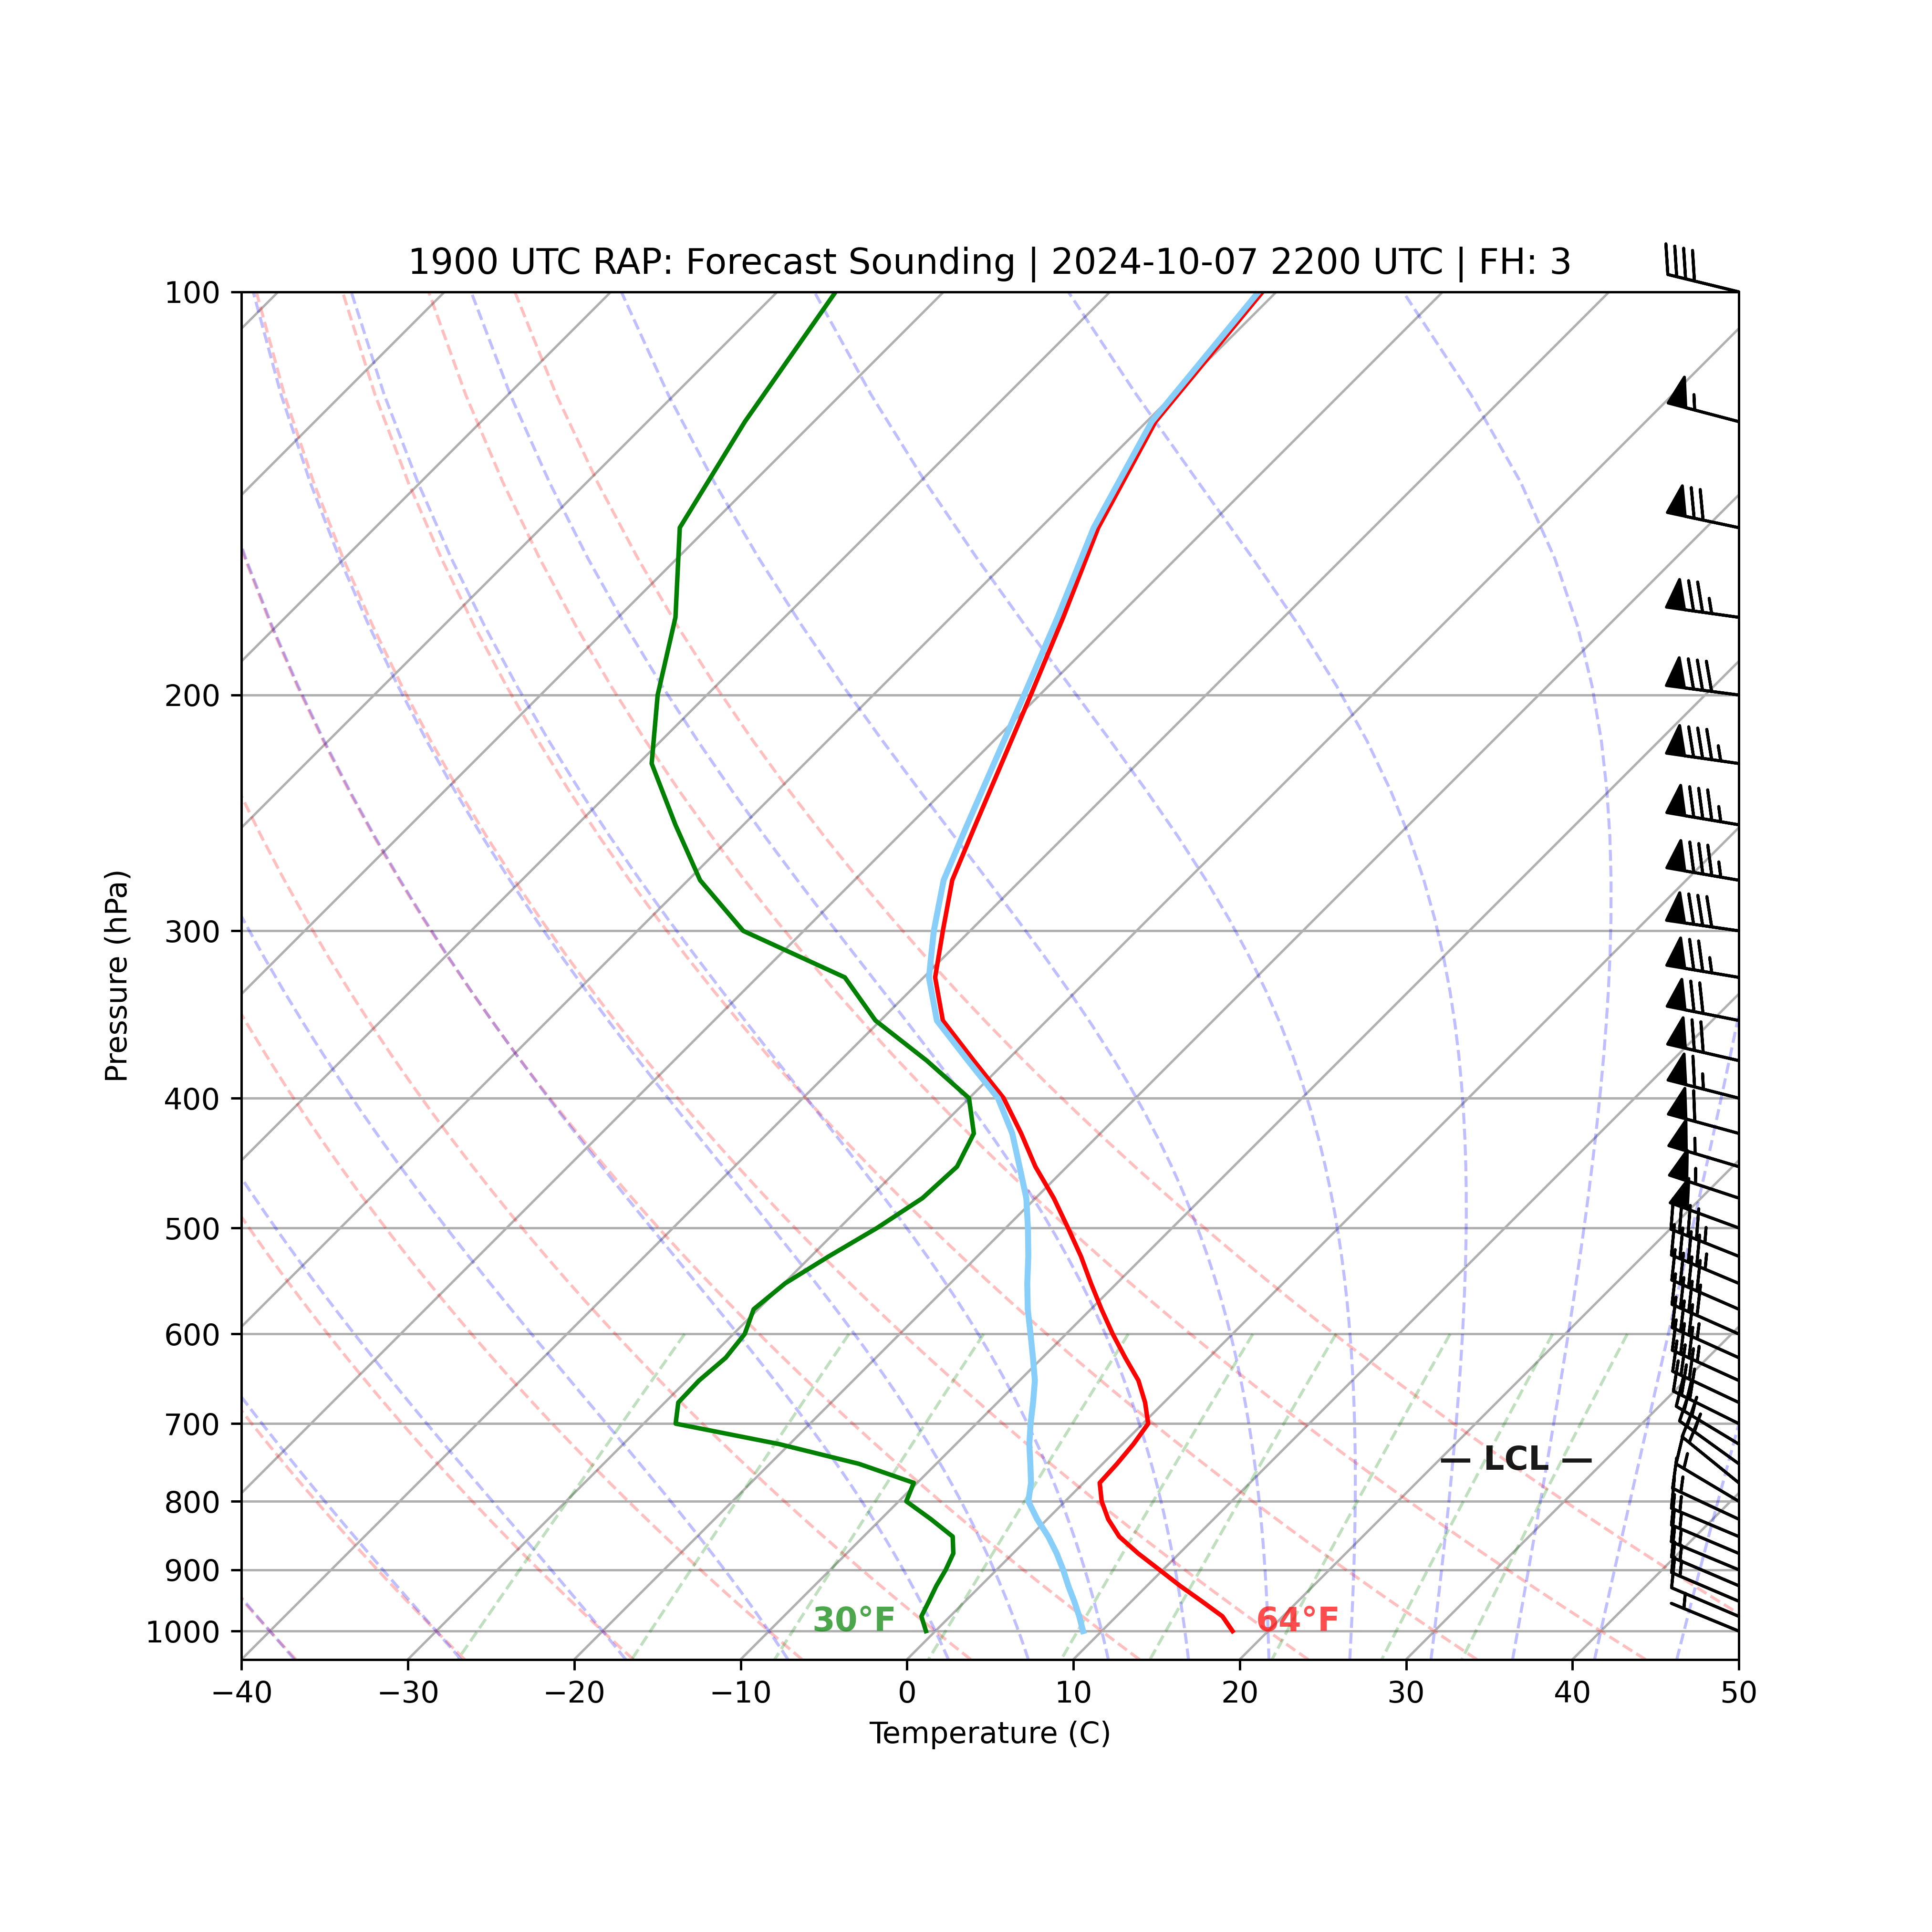 1900 UTC RAP: Forecast Sounding | 2024-10-07 2200 UTC | FH: 3
100
200
300
400
500
600
700
800
900
1000
Pressure (hPa)
— LCL —
30°F
64°F
−40 −30 −20 −10 0 10 20 30 40 50
Temperature (C)